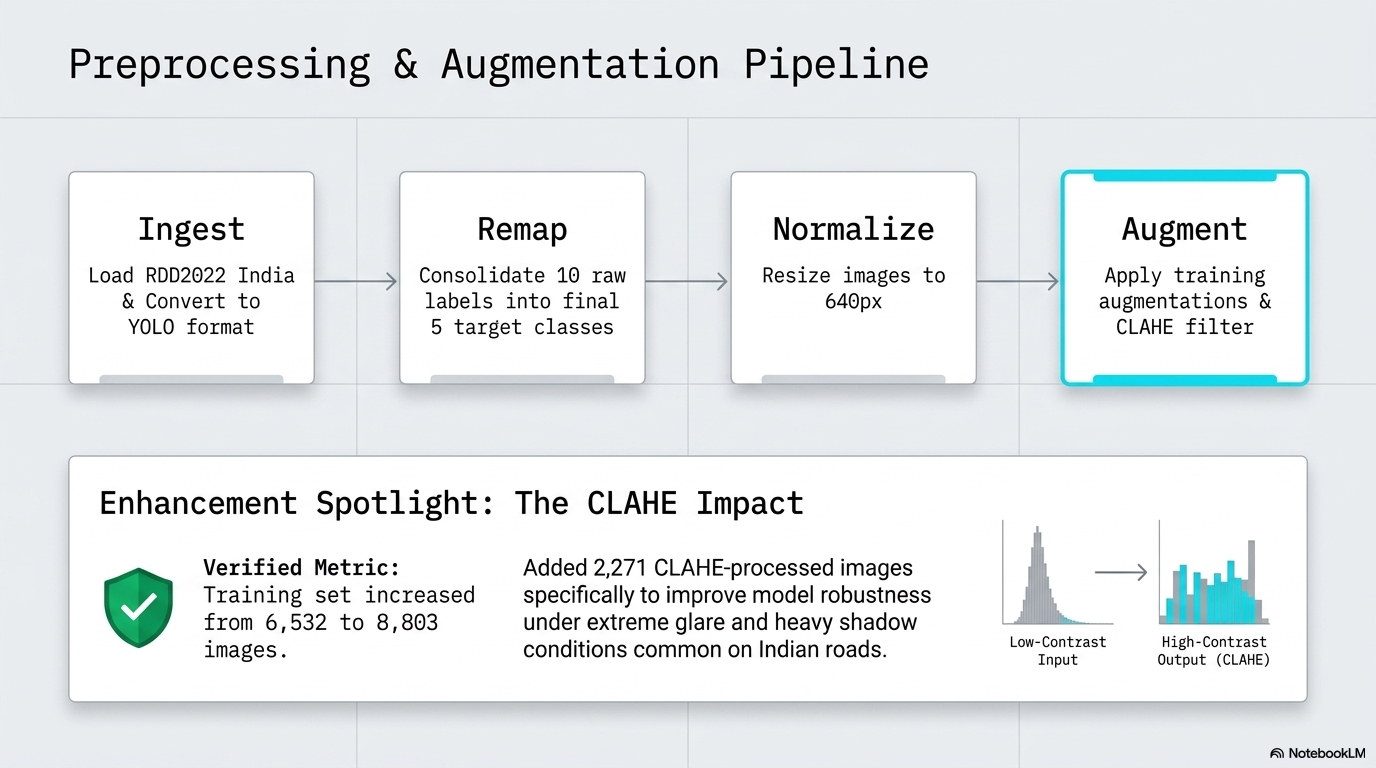 Preprocessing & Augmentation Pipeline
Ingest
Load RDD2022 India
& Convert to
YOLO format
Remap
Consolidate 10 raw
labels into final
5 target classes
Normalize
Resize images to
640px
Augment
Apply training
augmentations &
CLAHE filter
Enhancement Spotlight: The CLAHE Impact
Verified Metric:
Training set increased
from 6,532 to 8,803
images.
Added 2,271 CLAHE-processed images
specifically to improve model robustness
under extreme glare and heavy shadow
conditions common on Indian roads.
Low-Contrast
Input
High-Contrast
Output (CLAHE)
NotebookLM